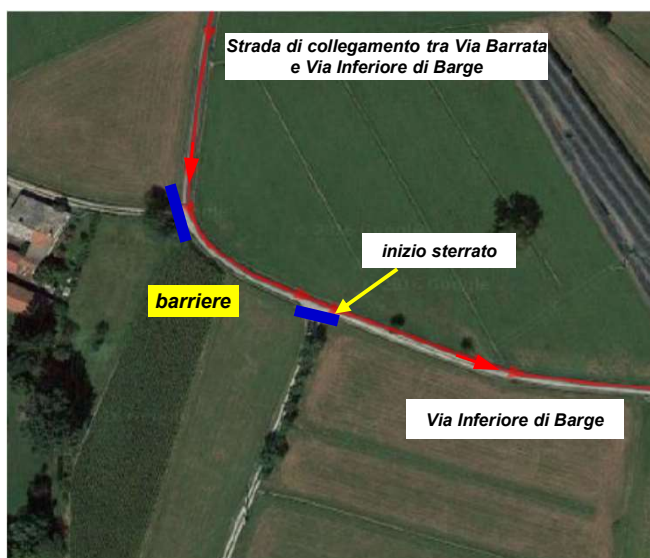 Strada di collegamento tra Via Barrata
e Via Inferiore di Barge
inizio sterrato
barriere
Via Inferiore di Barge